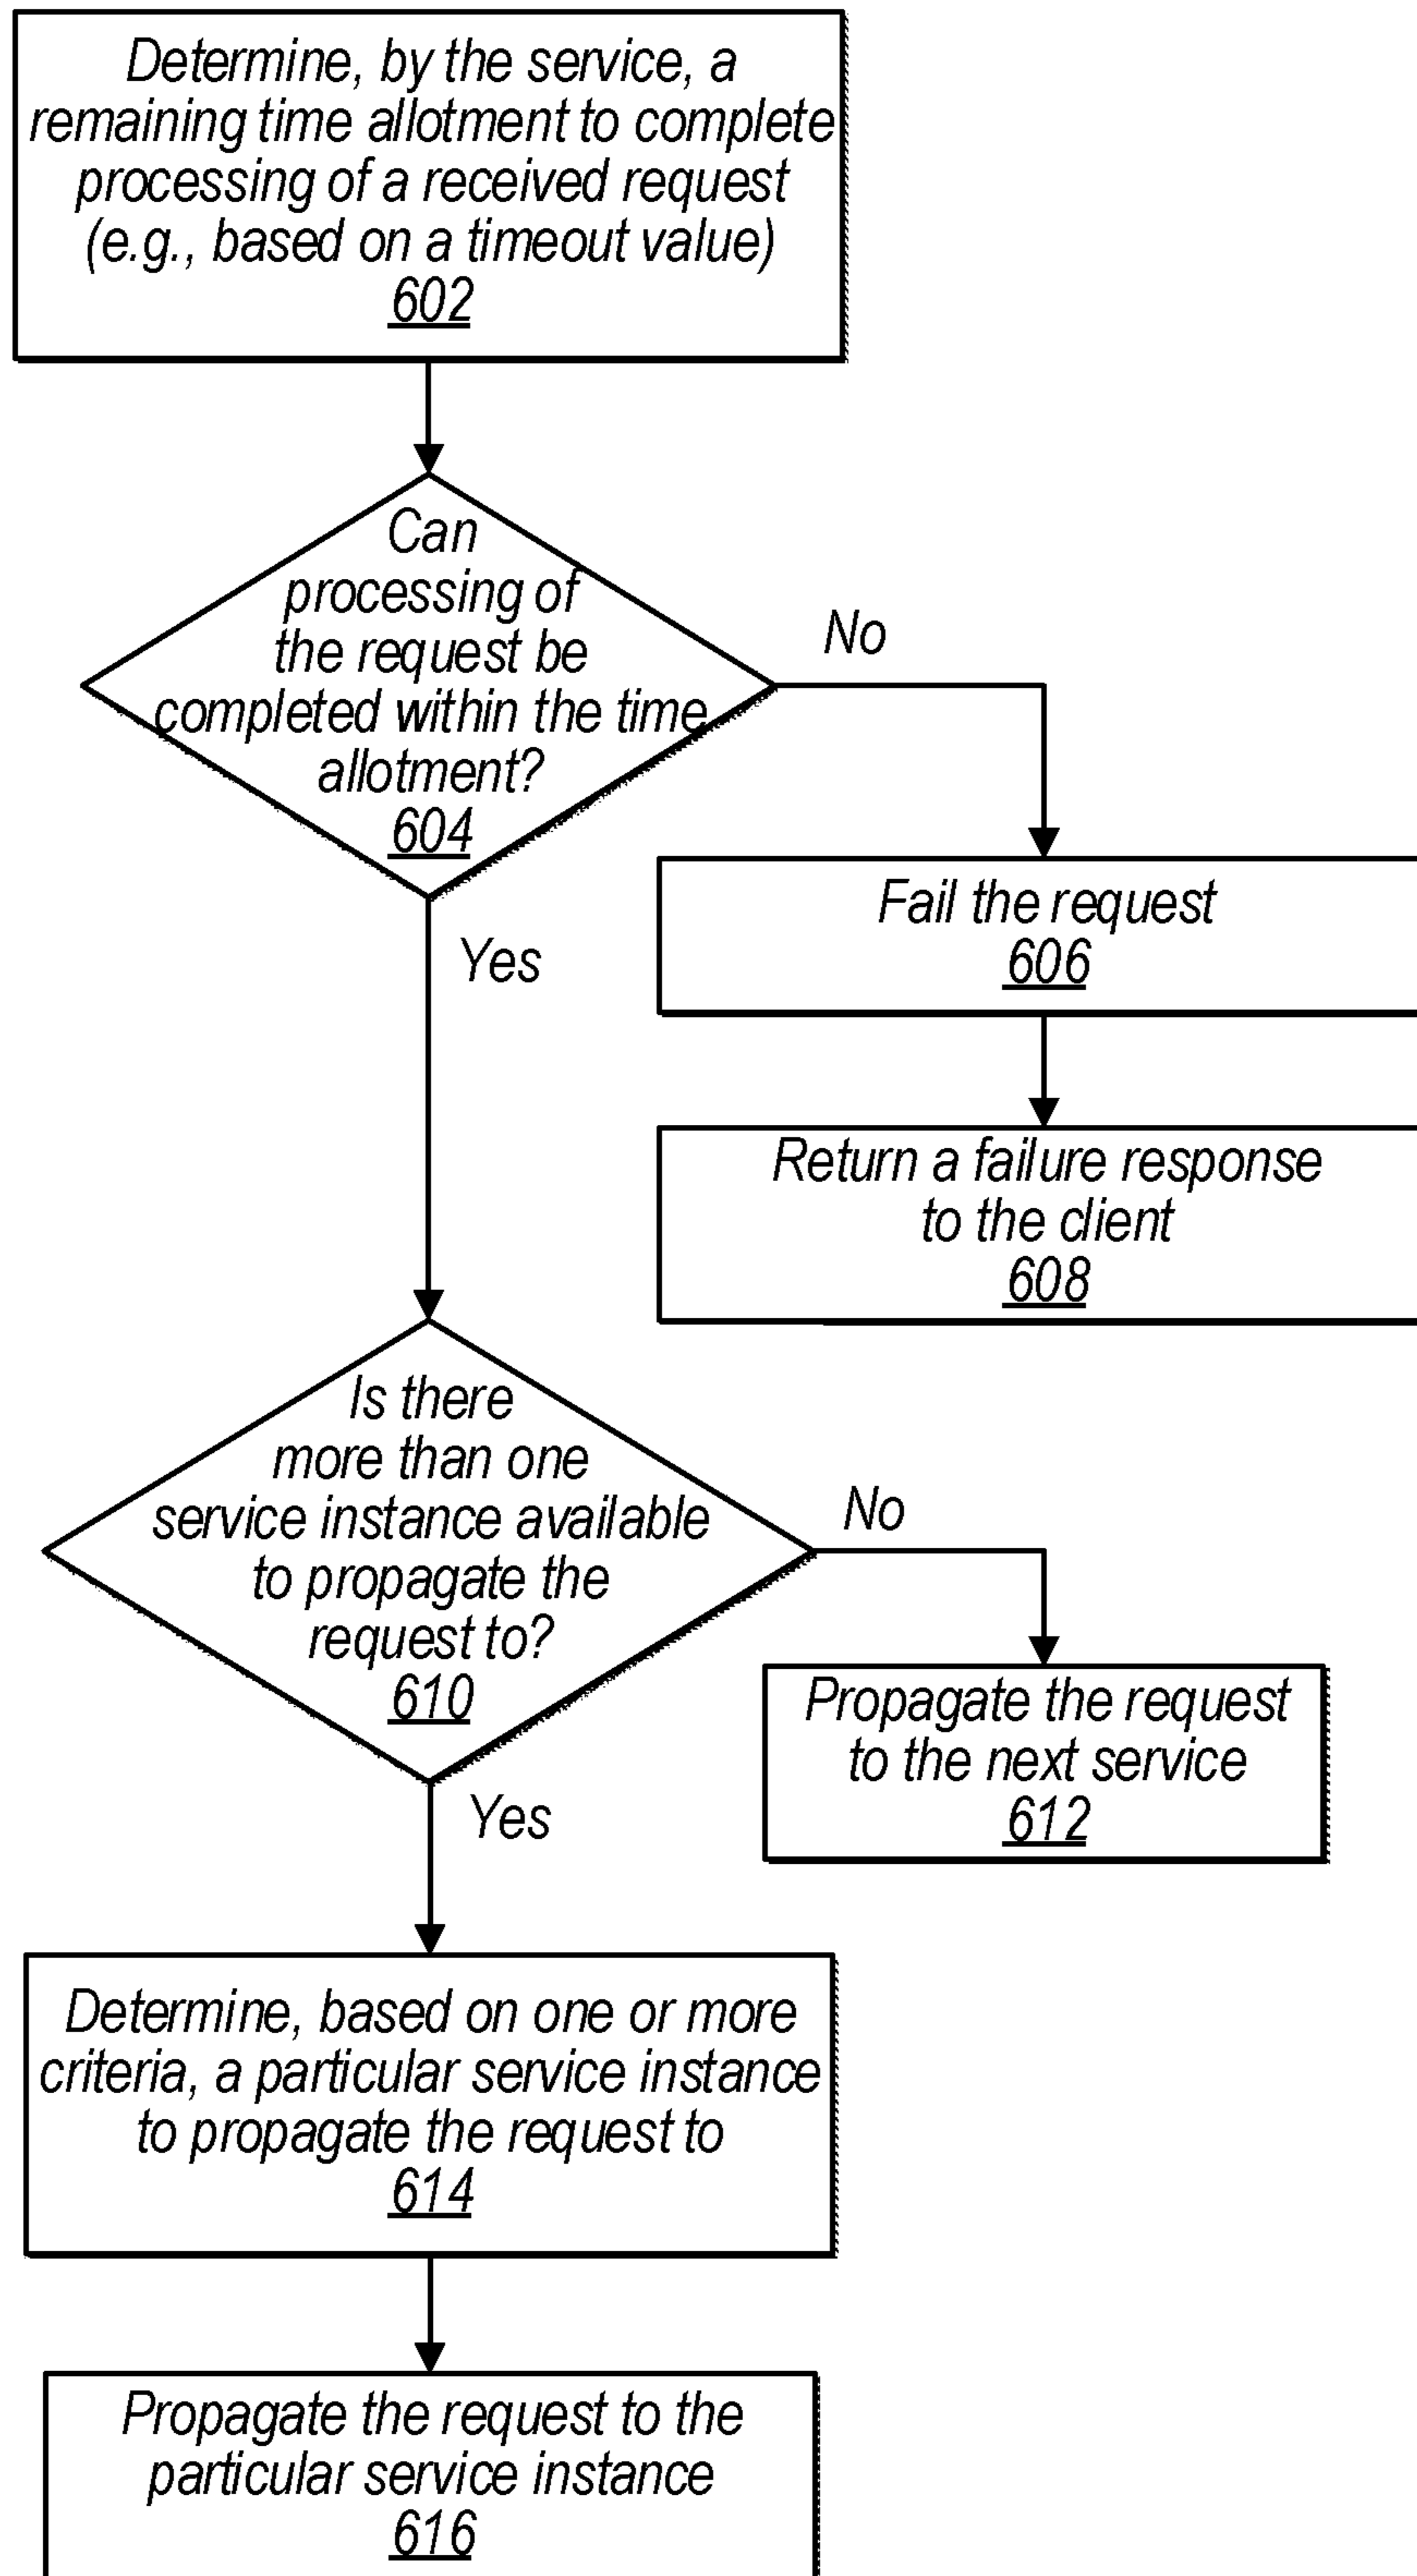 Determine, by the service, a
remaining time allotment to complete
processing of a received request
(e.g., based on a timeout value)
602
Can
processing of
the request be
completed within the time
allotment?
604
No
Yes
Fail the request
606
Return a failure response
to the client
608
Is there
more than one
service instance available
to propagate the
request to?
610
No
Yes
Propagate the request
to the next service
612
Determine, based on one or more
criteria, a particular service instance
to propagate the request to
614
Propagate the request to the
particular service instance
616